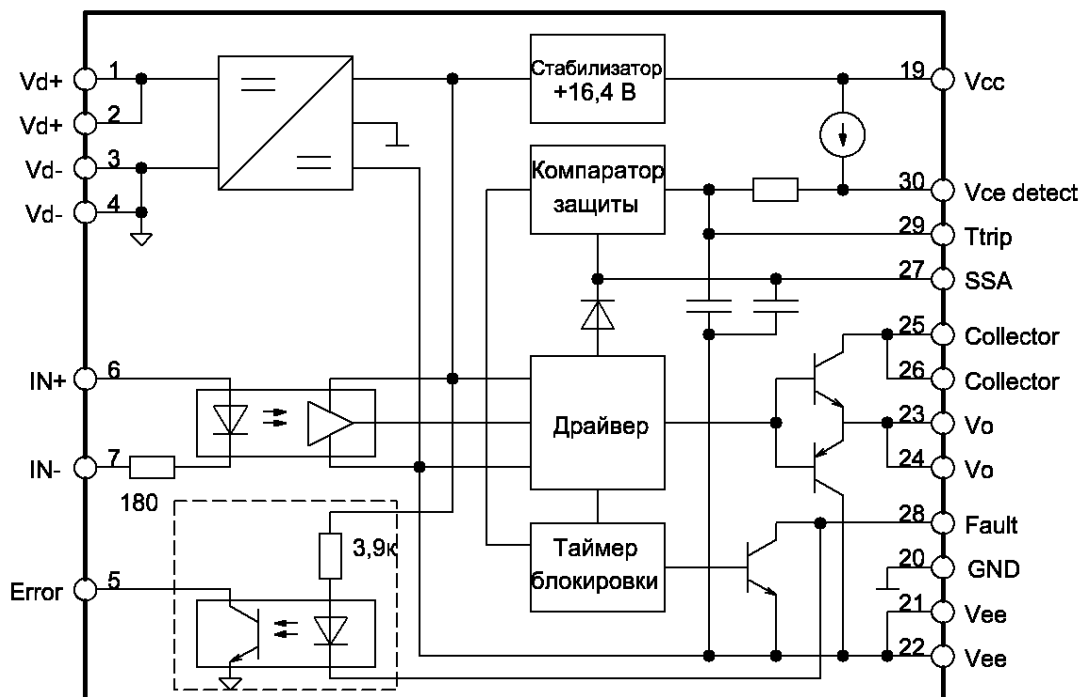 Vd+ 1
Стабилизатор
+16,4 В
19 Vcc
Vd+ 2
Vd- 3
Компаратор
защиты
30 Vce detect
Vd- 4
29 Ttrip
27 SSA
25 Collector
IN+ 6
26 Collector
Драйвер
23 Vo
IN- 7
24 Vo
180
28 Fault
3,9к
Таймер
блокировки
20 GND
Error 5
21 Vee
22 Vee